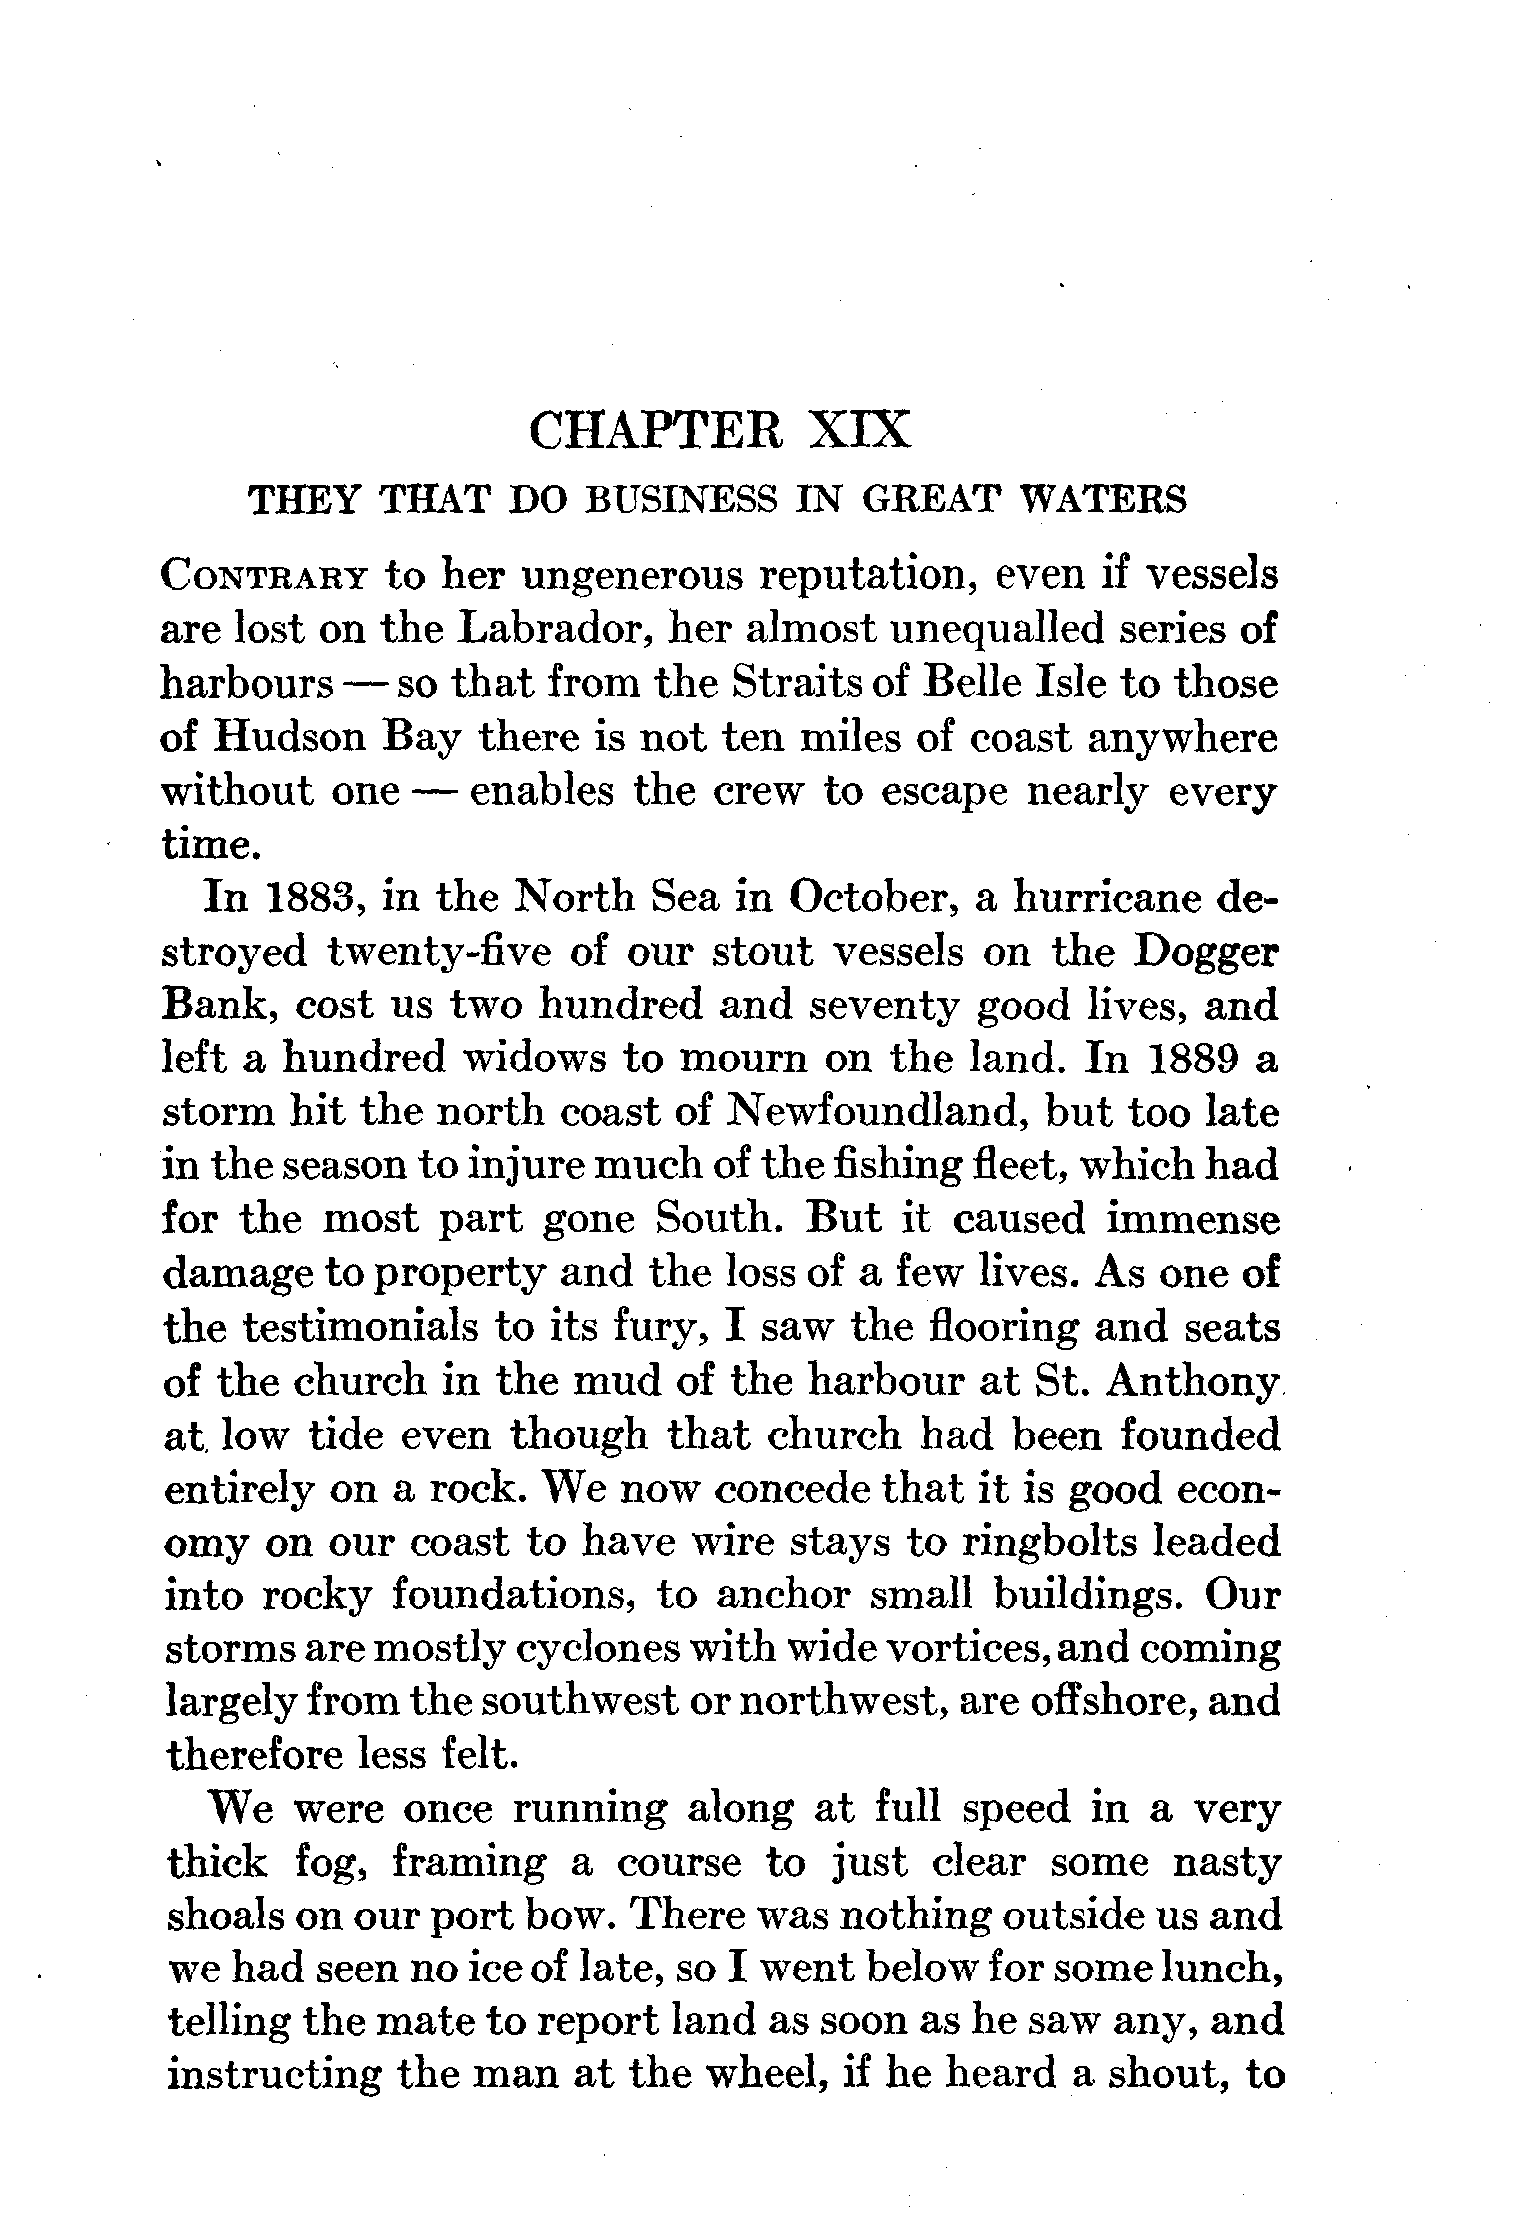 CHAPTER XIX
THEY THAT DO BUSINESS IN GREAT WATERS
CONTRARY to her ungenerous reputation, even if vessels
are lost on the Labrador, her almost unequalled series of
harbours — so that from the Straits of Belle Isle to those
of Hudson Bay there is not ten miles of coast anywhere
without one — enables the crew to escape nearly every
time.
In 1883, in the North Sea in October, a hurricane de-
stroyed twenty-five of our stout vessels on the Dogger
Bank, cost us two hundred and seventy good lives, and
left a hundred widows to mourn on the land. In 1889 a
storm hit the north coast of Newfoundland, but too late
in the season to injure much of the fishing fleet, which had
for the most part gone South. But it caused immense
damage to property and the loss of a few lives. As one of
the testimonials to its fury, I saw the flooring and seats
of the church in the mud of the harbour at St. Anthony
at low tide even though that church had been founded
entirely on a rock. We now concede that it is good econ-
omy on our coast to have wire stays to ringbolts leaded
into rocky foundations, to anchor small buildings. Our
storms are mostly cyclones with wide vortices, and coming
largely from the southwest or northwest, are offshore, and
therefore less felt.
We were once running along at full speed in a very
thick fog, framing a course to just clear some nasty
shoals on our port bow. There was nothing outside us and
we had seen no ice of late, so I went below for some lunch,
telling the mate to report land as soon as he saw any, and
instructing the man at the wheel, if he heard a shout, to